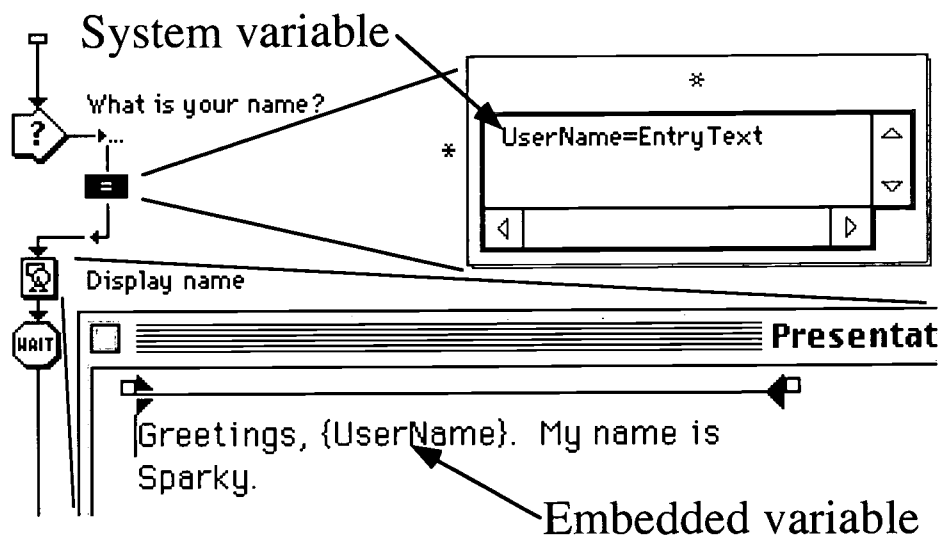 System variable
What is your name?
?
...
=
*
*
UserName=EntryText
Display name
WAIT
Presentat
Greetings, {UserName}. My name is
Sparky.
Embedded variable